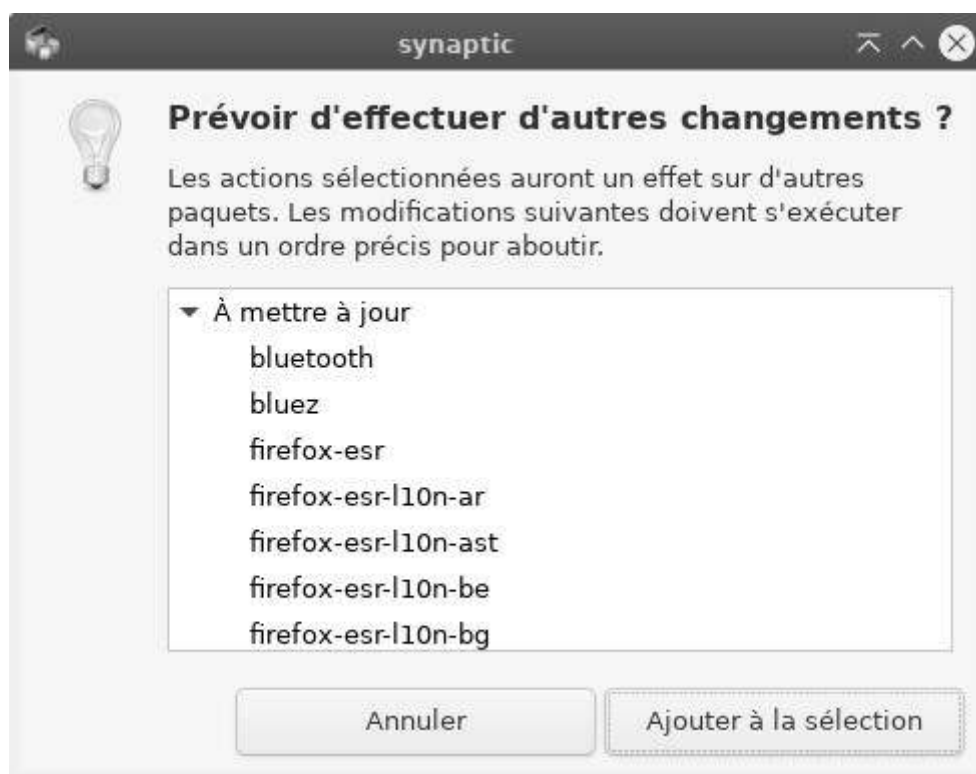 synaptic
Prévoir d'effectuer d'autres changements ?
Les actions sélectionnées auront un effet sur d'autres
paquets. Les modifications suivantes doivent s'exécuter
dans un ordre précis pour aboutir.
À mettre à jour
bluetooth
bluez
firefox-esr
firefox-esr-l10n-ar
firefox-esr-l10n-ast
firefox-esr-l10n-be
firefox-esr-l10n-bg
Annuler
Ajouter à la sélection